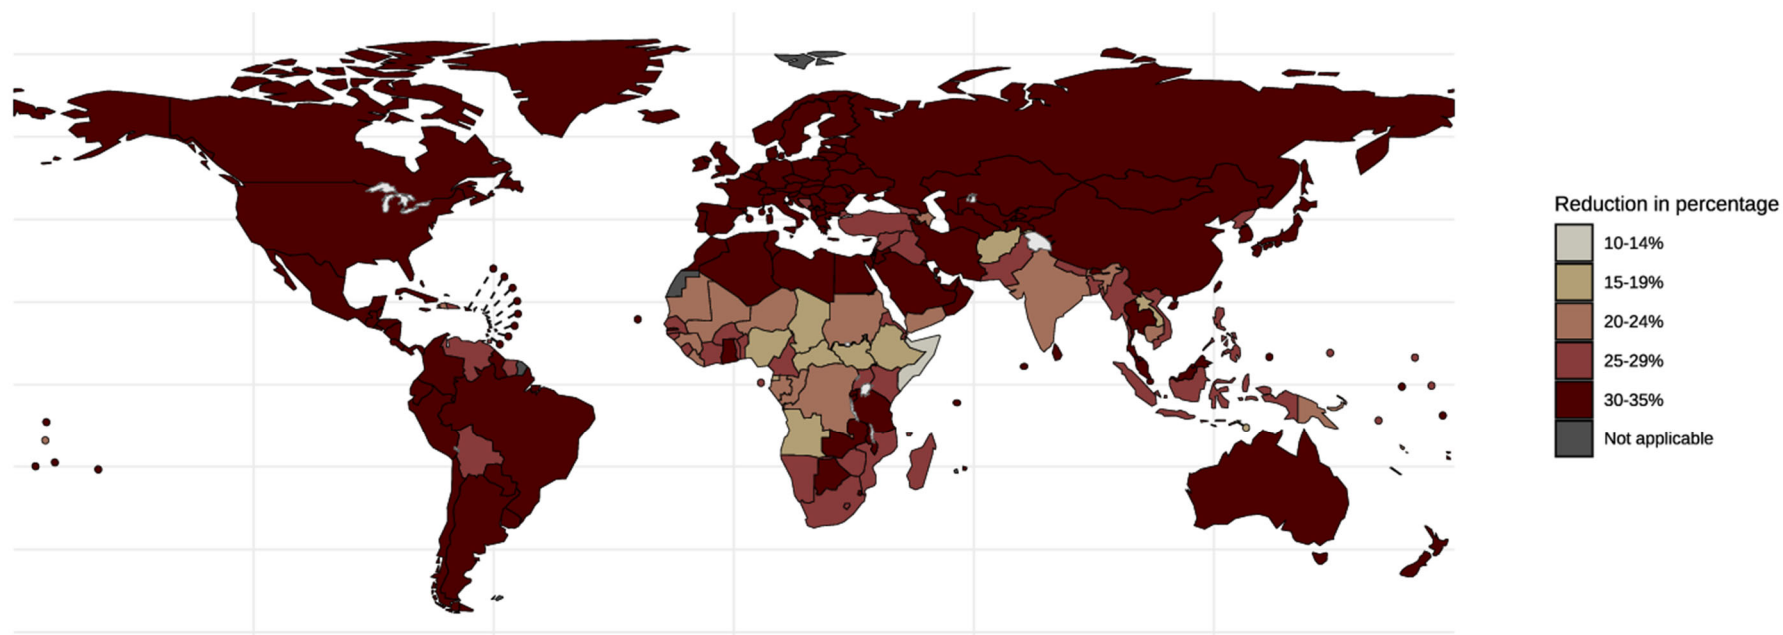 Reduction in percentage
10-14%
15-19%
20-24%
25-29%
30-35%
Not applicable